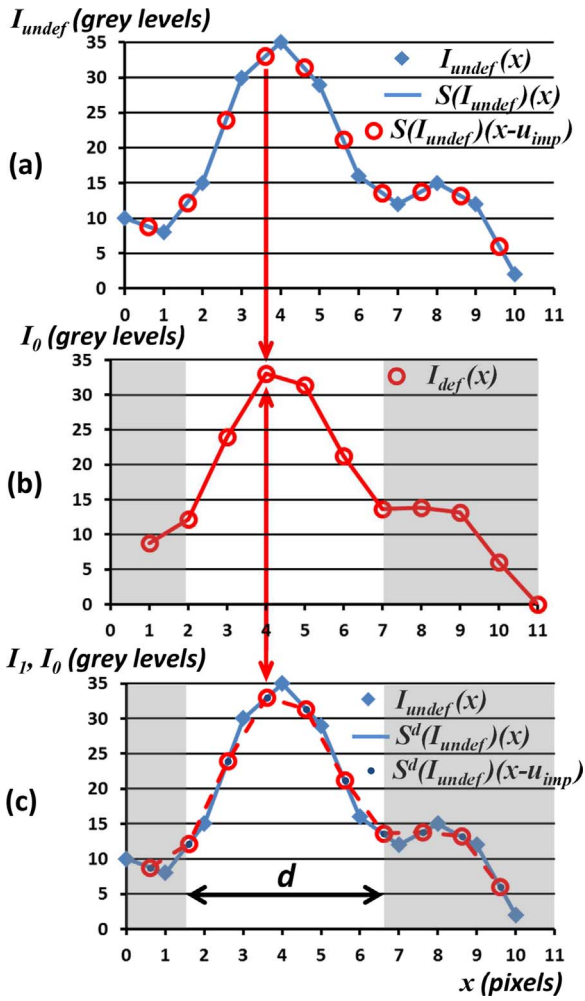 I_undef (grey levels)
35
30
25
20
15
10
5
0
0 1 2 3 4 5 6 7 8 9 10 11
I_undef(x)
S(I_undef)(x)
S(I_undef)(x-u_imp)
(a)
I_0 (grey levels)
35
30
25
20
15
10
5
0
0 1 2 3 4 5 6 7 8 9 10 11
I_def(x)
(b)
I_1, I_0 (grey levels)
35
30
25
20
15
10
5
0
0 1 2 3 4 5 6 7 8 9 10 11
I_undef(x)
S^d(I_undef)(x)
S^d(I_undef)(x-u_imp)
d
(c)
x (pixels)